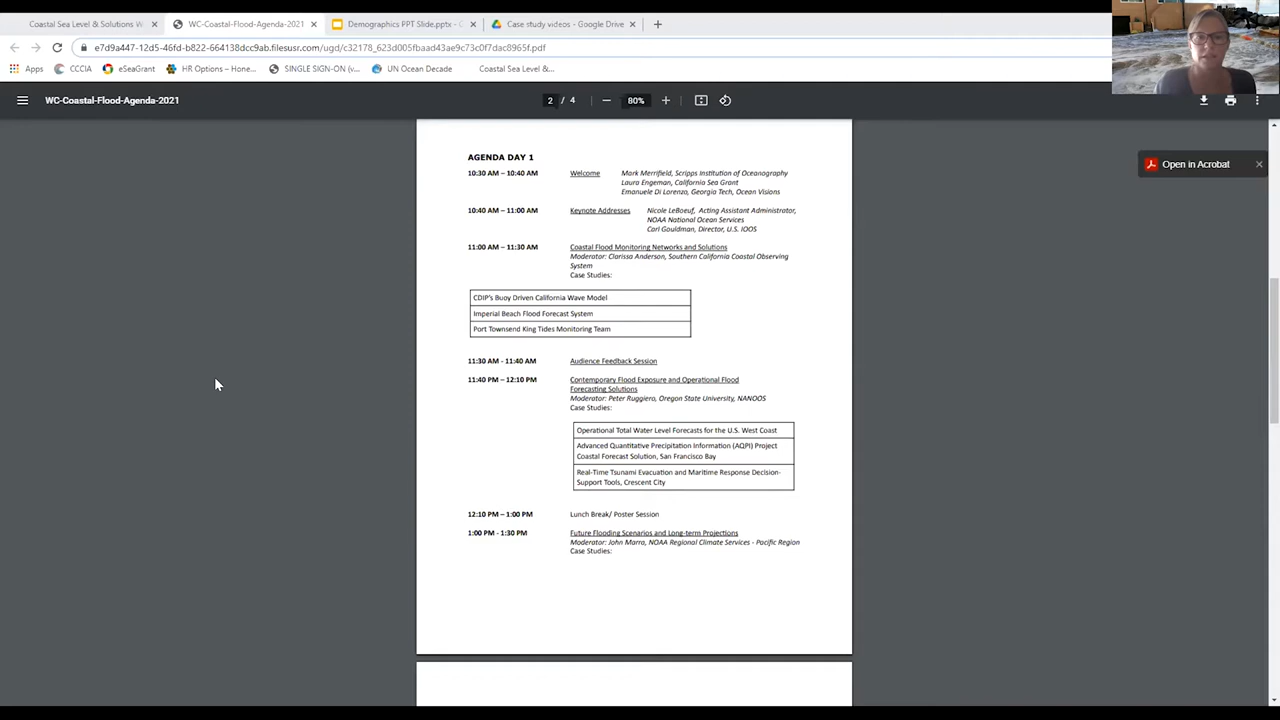 Coastal Sea Level & Solutions W
WC-Coastal-Flood-Agenda-2021
Demographics PPT Slide.pptx - G
Case study videos - Google Drive
e7d9a447-12d5-46fd-b822-664138dcc9ab.filesusr.com/ugd/c32178_623d005fbaad43ae9c73c0f7dac8965f.pdf
Apps
CCCIA
eSeaGrant
HR Options – Hone...
SINGLE SIGN-ON (v...
UN Ocean Decade
Coastal Sea Level &...
WC-Coastal-Flood-Agenda-2021
2 / 4
80%
Open in Acrobat
AGENDA DAY 1
10:30 AM – 10:40 AM Welcome Mark Merrifield, Scripps Institution of Oceanography
Laura Engeman, California Sea Grant
Emanuele Di Lorenzo, Georgia Tech, Ocean Visions
10:40 AM – 11:00 AM Keynote Addresses Nicole LeBoeuf, Acting Assistant Administrator,
NOAA National Ocean Services
Carl Gouldman, Director, U.S. IOOS
11:00 AM – 11:30 AM Coastal Flood Monitoring Networks and Solutions
Moderator: Clarissa Anderson, Southern California Coastal Observing
System
Case Studies:
CDIP's Buoy Driven California Wave Model
Imperial Beach Flood Forecast System
Port Townsend King Tides Monitoring Team
11:30 AM - 11:40 AM Audience Feedback Session
11:40 PM – 12:10 PM Contemporary Flood Exposure and Operational Flood
Forecasting Solutions
Moderator: Peter Ruggiero, Oregon State University, NANOOS
Case Studies:
Operational Total Water Level Forecasts for the U.S. West Coast
Advanced Quantitative Precipitation Information (AQPI) Project
Coastal Forecast Solution, San Francisco Bay
Real-Time Tsunami Evacuation and Maritime Response Decision-
Support Tools, Crescent City
12:10 PM – 1:00 PM Lunch Break/ Poster Session
1:00 PM - 1:30 PM Future Flooding Scenarios and Long-term Projections
Moderator: John Marra, NOAA Regional Climate Services - Pacific Region
Case Studies: